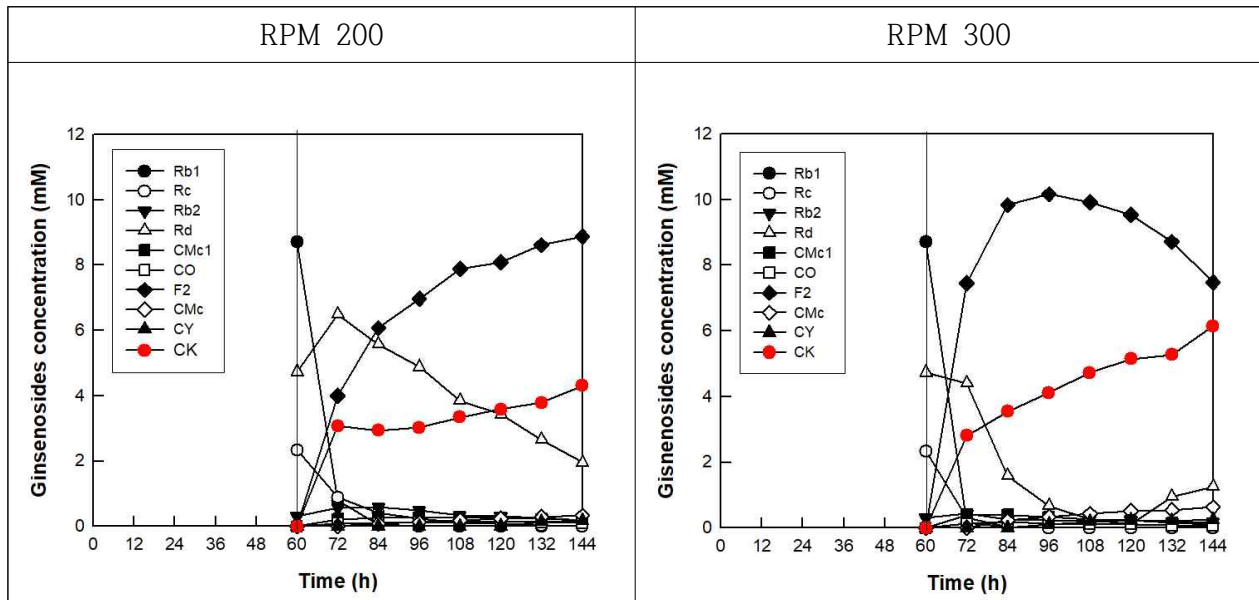 RPM 200
RPM 300
Ginsenosides concentration (mM)
12
10
8
6
4
2
0
Rb1
Rc
Rb2
Rd
CMc1
CO
F2
CMc
CY
CK
0 12 24 36 48 60 72 84 96 108 120 132 144
Time (h)
Gisnenosides concentration (mM)
12
10
8
6
4
2
0
Rb1
Rc
Rb2
Rd
CMc1
CO
F2
CMc
CY
CK
0 12 24 36 48 60 72 84 96 108 120 132 144
Time (h)